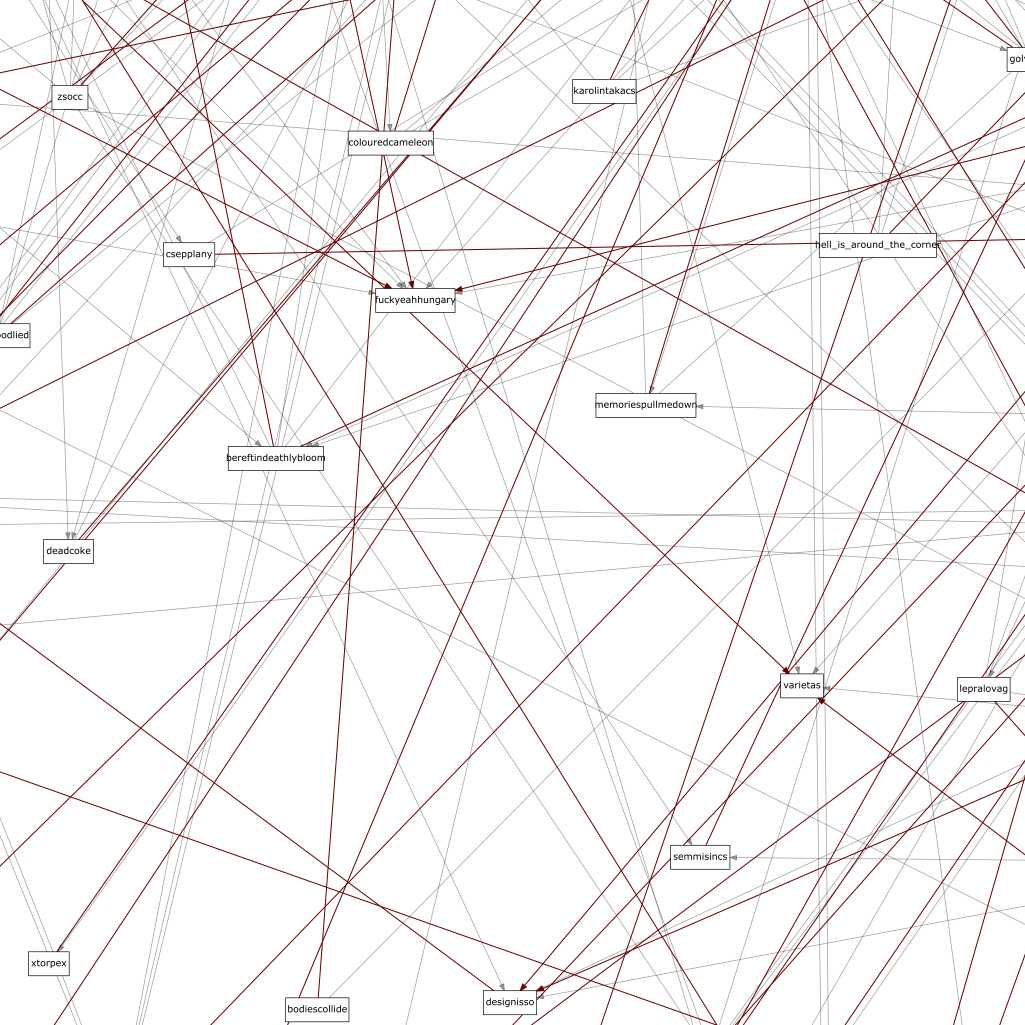 golv
karolintakacs
zsocc
colouredcameleon
hell_is_around_the_corner
csepplany
fuckyeahhungary
oodlied
memoriespullmedown
bereftindeathlybloom
deadcoke
varietas
lepralovag
semmisincs
xtorpex
designisso
bodiescollide